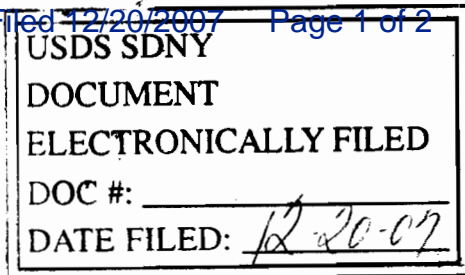 Filed 12/20/2007 Page 1 of 2
USDS SDNY
DOCUMENT
ELECTRONICALLY FILED
DOC #:
DATE FILED: 12-20-07